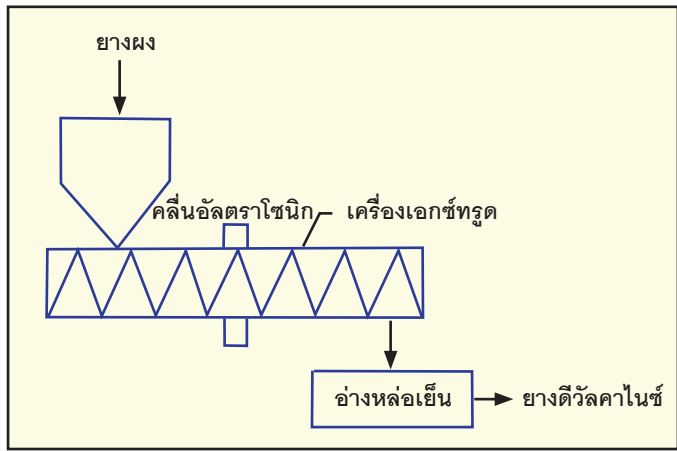 ยางผง
คลื่นอัลตราโซนิก เครื่องเอกซ์ทรูด
อ่างหล่อเย็น
ยางดีวัลคาไนซ์